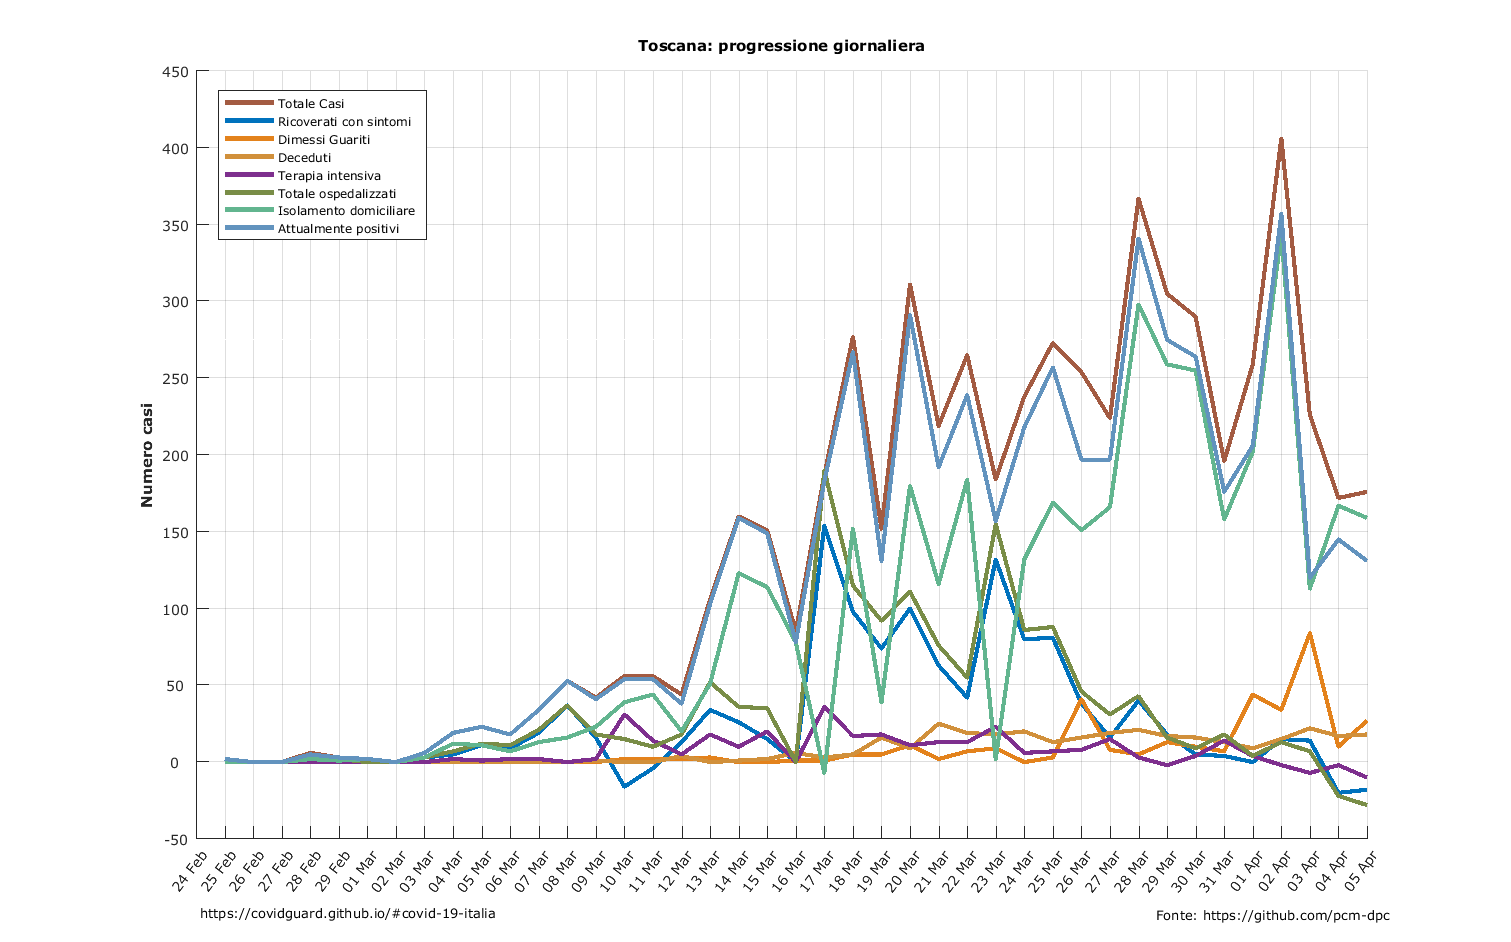 Toscana: progressione giornaliera
Numero casi
450
400
350
300
250
200
150
100
50
0
-50
Totale Casi
Ricoverati con sintomi
Dimessi Guariti
Deceduti
Terapia intensiva
Totale ospedalizzati
Isolamento domiciliare
Attualmente positivi
24 Feb
25 Feb
26 Feb
27 Feb
28 Feb
29 Feb
01 Mar
02 Mar
03 Mar
04 Mar
05 Mar
06 Mar
07 Mar
08 Mar
09 Mar
10 Mar
11 Mar
12 Mar
13 Mar
14 Mar
15 Mar
16 Mar
17 Mar
18 Mar
19 Mar
20 Mar
21 Mar
22 Mar
23 Mar
24 Mar
25 Mar
26 Mar
27 Mar
28 Mar
29 Mar
30 Mar
31 Mar
01 Apr
02 Apr
03 Apr
04 Apr
05 Apr
https://covidguard.github.io/#covid-19-italia
Fonte: https://github.com/pcm-dpc